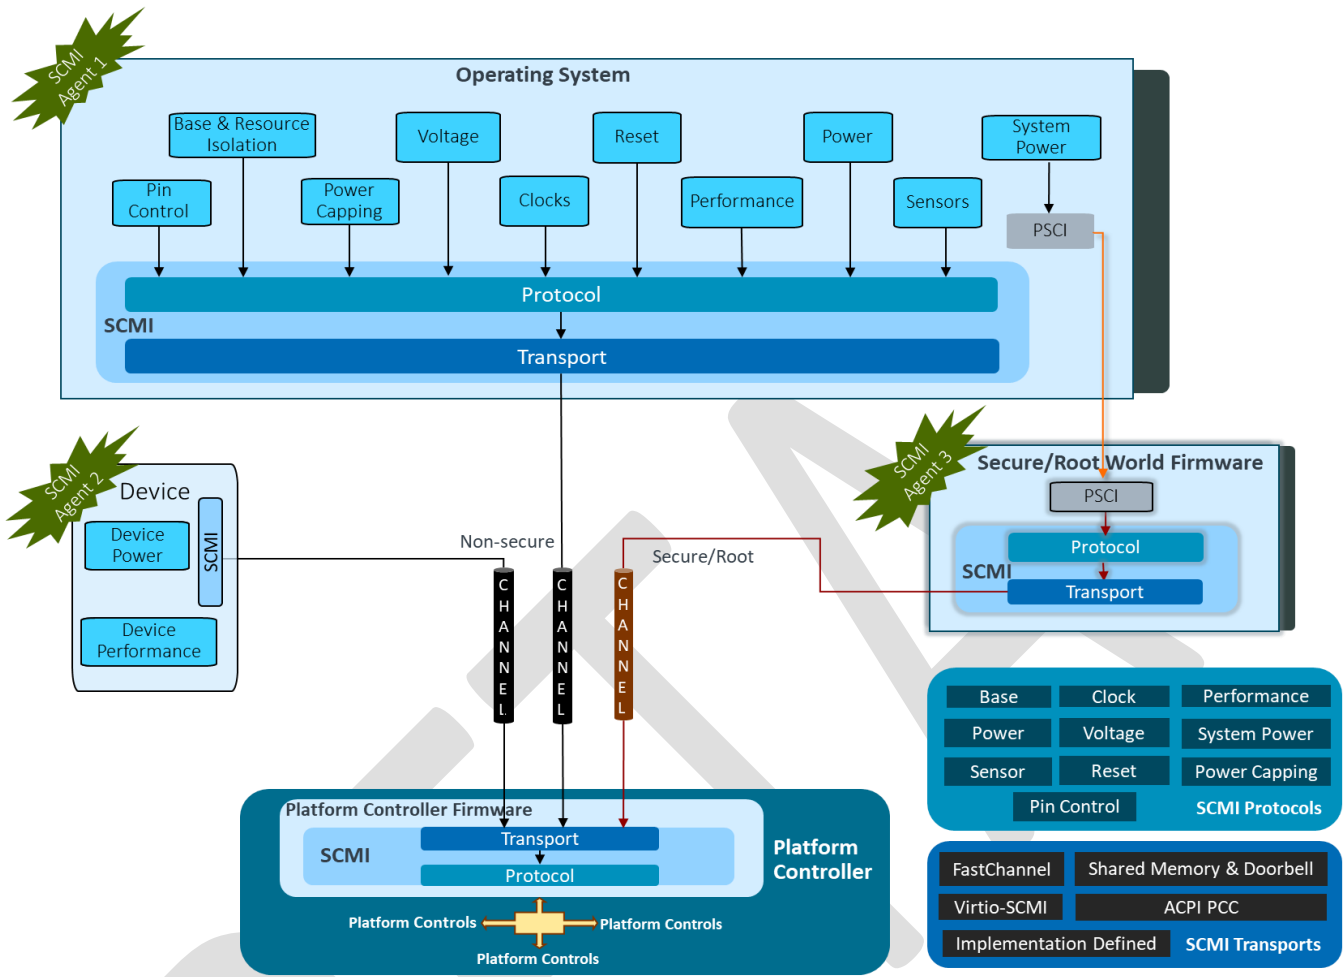 SCMI
Agent 1
Operating System
Base & Resource
Isolation
Voltage
Reset
Power
System
Power
Pin
Control
Power
Capping
Clocks
Performance
Sensors
PSCI
Protocol
SCMI
Transport
SCMI
Agent 2
Device
Device
Power
SCMI
Device
Performance
Non-secure
Secure/Root
CHANNEL
CHANNEL
CHANNEL
SCMI
Agent 3
Secure/Root World Firmware
PSCI
Protocol
SCMI
Transport
Base
Clock
Performance
Power
Voltage
System Power
Sensor
Reset
Power Capping
Pin Control
SCMI Protocols
Platform Controller Firmware
Transport
SCMI
Protocol
Platform
Controller
Platform Controls
Platform Controls
Platform Controls
FastChannel
Shared Memory & Doorbell
Virtio-SCMI
ACPI PCC
Implementation Defined
SCMI Transports